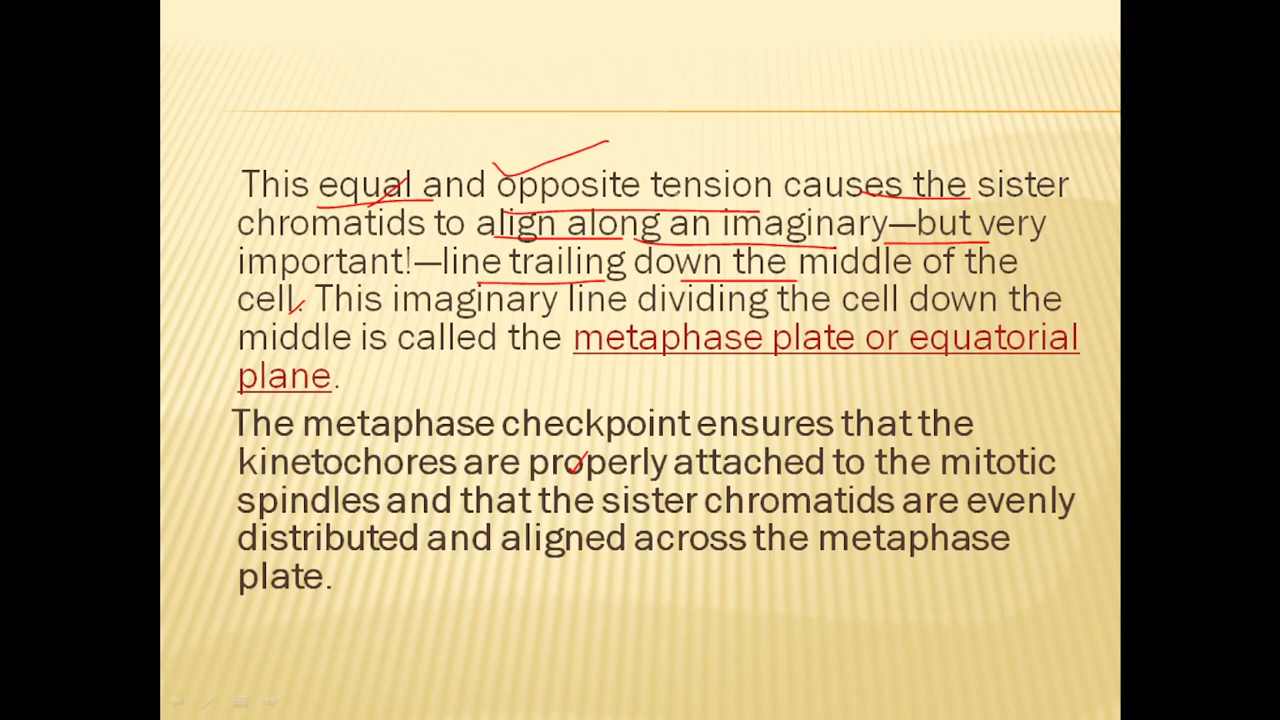 This equal and opposite tension causes the sister
chromatids to align along an imaginary—but very
important!—line trailing down the middle of the
cell. This imaginary line dividing the cell down the
middle is called the metaphase plate or equatorial
plane.
The metaphase checkpoint ensures that the
kinetochores are properly attached to the mitotic
spindles and that the sister chromatids are evenly
distributed and aligned across the metaphase
plate.